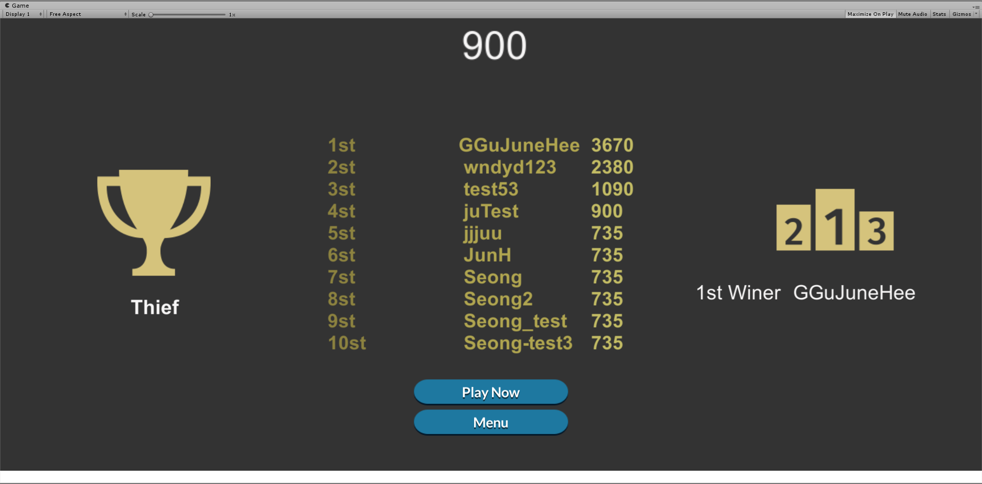 Game
Display 1 Free Aspect Scale 1x Maximize On Play Mute Audio Stats Gizmos
900
1st GGuJuneHee 3670
2st wndyd123 2380
3st test53 1090
4st juTest 900
5st jjjuu 735
6st JunH 735
7st Seong 735
8st Seong2 735
9st Seong_test 735
10st Seong-test3 735
Thief
2 1 3
1st Winer GGuJuneHee
Play Now
Menu